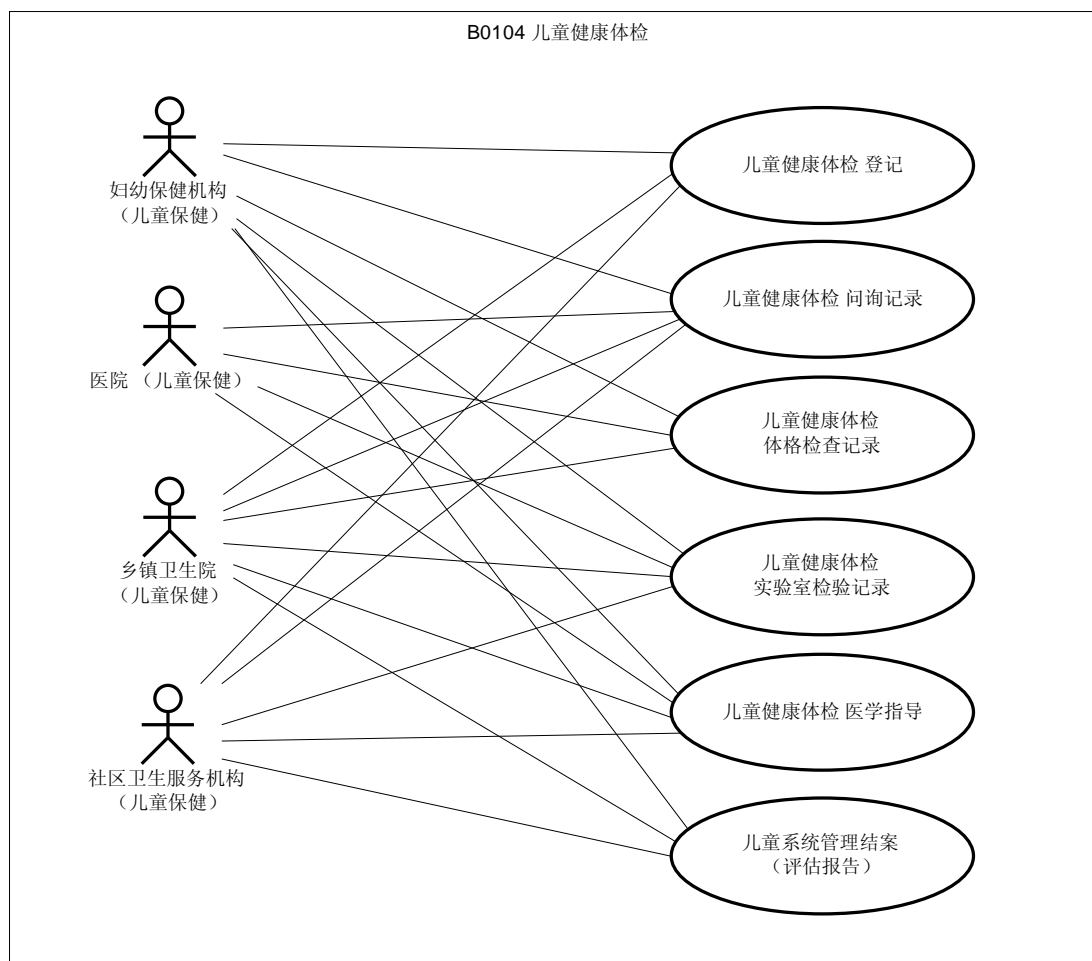 B0104 儿童健康体检
妇幼保健机构
（儿童保健）
医院 （儿童保健）
乡镇卫生院
（儿童保健）
社区卫生服务机构
（儿童保健）
儿童健康体检 登记
儿童健康体检 问询记录
儿童健康体检
体格检查记录
儿童健康体检
实验室检验记录
儿童健康体检 医学指导
儿童系统管理结案
（评估报告）